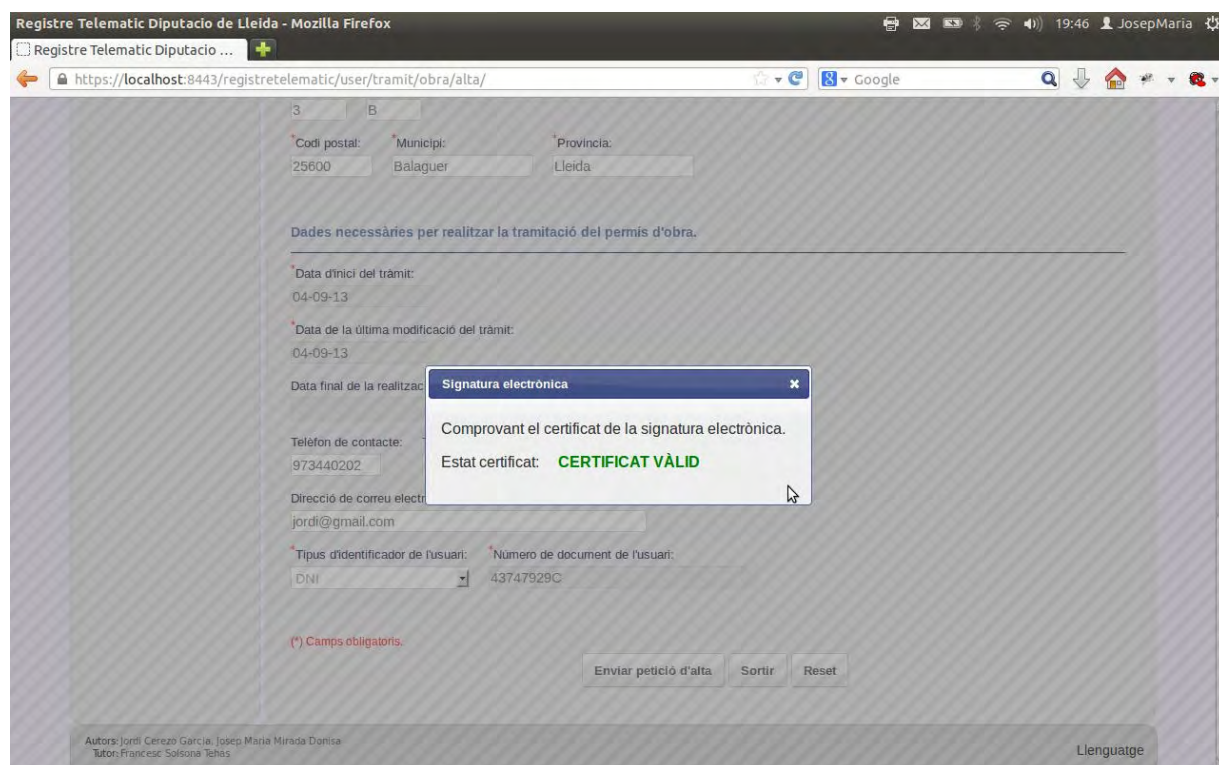 Registre Telematic Diputacio de Lleida - Mozilla Firefox 19:46 JosepMaria
Registre Telematic Diputacio ...
https://localhost:8443/registretelematic/user/tramit/obra/alta/ Google
3 B
*Codi postal: *Municipi: *Província:
25600 Balaguer Lleida
Dades necessàries per realitzar la tramitació del permís d'obra.
*Data d'inici del tràmit:
04-09-13
*Data de la última modificació del tràmit:
04-09-13
Data final de la realitzac
Signatura electrònica
Comprovant el certificat de la signatura electrònica.
Estat certificat: CERTIFICAT VÀLID
Telèfon de contacte:
973440202
Direcció de correu electr
jordi@gmail.com
*Tipus d'identificador de l'usuari: *Número de document de l'usuari:
DNI 43747929C
(*) Camps obligatoris.
Enviar petició d'alta Sortir Reset
Autors: Jordi Cerezo Garcia, Josep Maria Mirada Donisa
Tutor: Francesc Solsona Tehas
Llenguatge